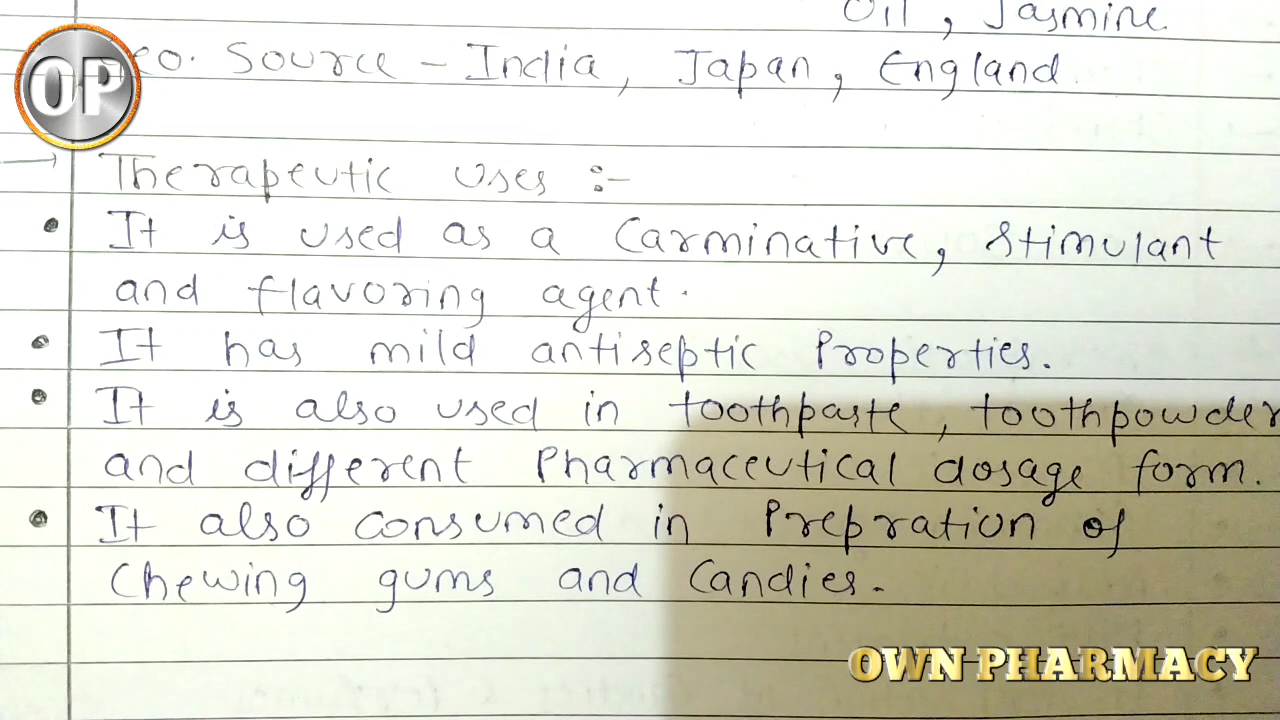 Oil, Jasmine
OP
Geo. Source - India, Japan, England
→ Therapeutic uses :-
• It is used as a Carminative, Stimulant
and flavoring agent.
• It has mild antiseptic Properties.
• It is also used in toothpaste, toothpowder
and different Pharmaceutical dosage form.
• It also consumed in Prepration of
Chewing gums and Candies.
OWN PHARMACY